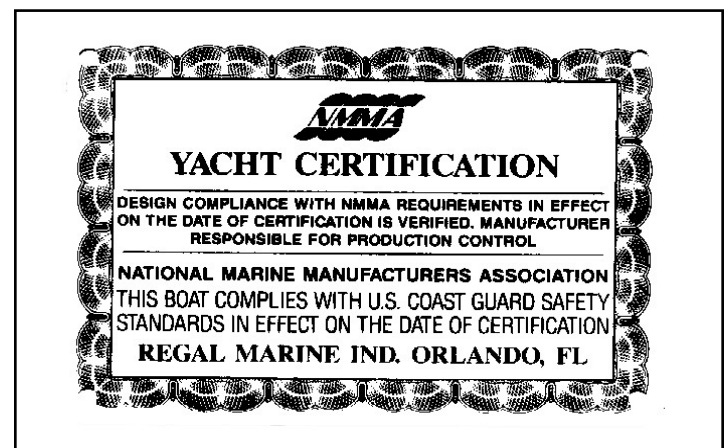 NMMA
YACHT CERTIFICATION
DESIGN COMPLIANCE WITH NMMA REQUIREMENTS IN EFFECT
ON THE DATE OF CERTIFICATION IS VERIFIED. MANUFACTURER
RESPONSIBLE FOR PRODUCTION CONTROL
NATIONAL MARINE MANUFACTURERS ASSOCIATION
THIS BOAT COMPLIES WITH U.S. COAST GUARD SAFETY
STANDARDS IN EFFECT ON THE DATE OF CERTIFICATION
REGAL MARINE IND. ORLANDO, FL